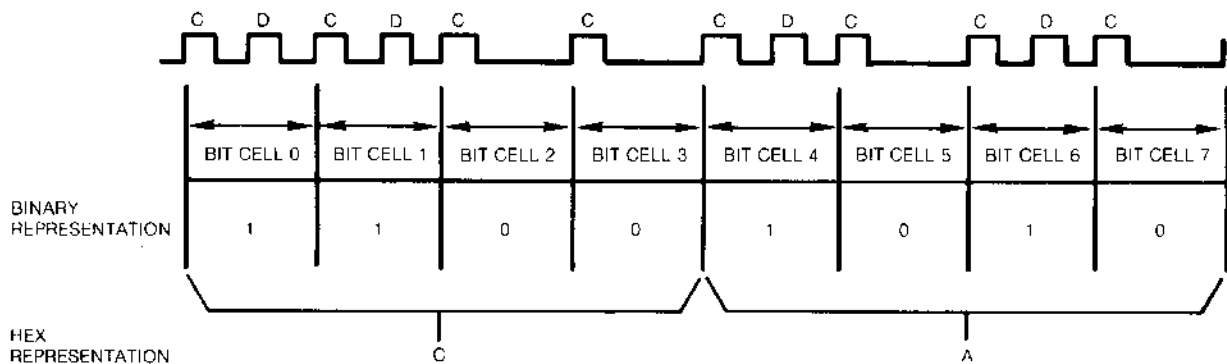 C D C D C C C D C C D C
BIT CELL 0 BIT CELL 1 BIT CELL 2 BIT CELL 3 BIT CELL 4 BIT CELL 5 BIT CELL 6 BIT CELL 7
BINARY
REPRESENTATION 1 1 0 0 1 0 1 0
HEX
REPRESENTATION C A